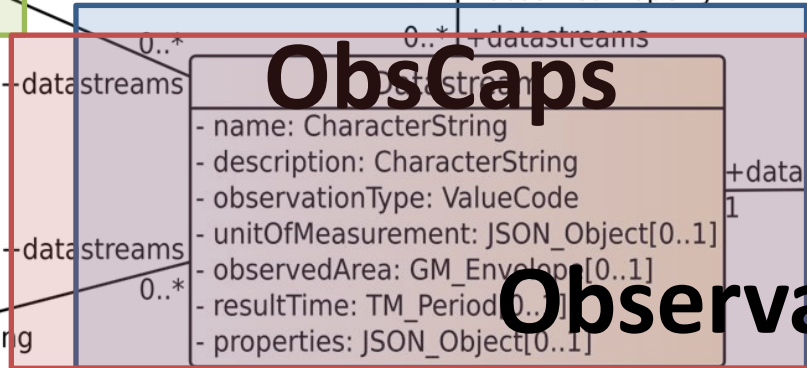 0..*
0..* +datastreams
+datastreams
ObsCaps
Datastream
- name: CharacterString
- description: CharacterString
- observationType: ValueCode
+data
1
- unitOfMeasurement: JSON_Object[0..1]
+datastreams
- observedArea: GM_Envelope[0..1]
0..*
Observa
- resultTime: TM_Period[0..1]
ng
- properties: JSON_Object[0..1]